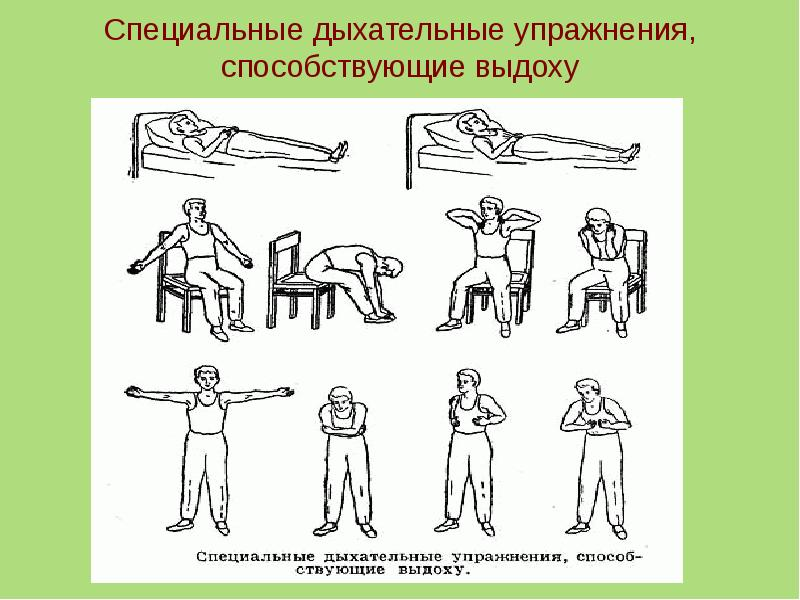 Специальные дыхательные упражнения,
способствующие выдоху
Специальные дыхательные упражнения, способ-
ствующие выдоху.